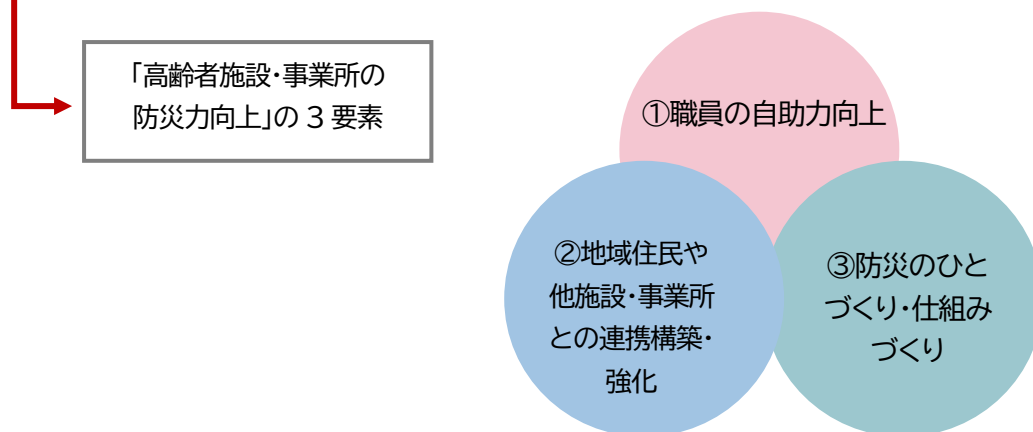 「高齢者施設・事業所の
防災力向上」の 3 要素
①職員の自助力向上
②地域住民や
他施設・事業所
との連携構築・
強化
③防災のひと
づくり・仕組み
づくり